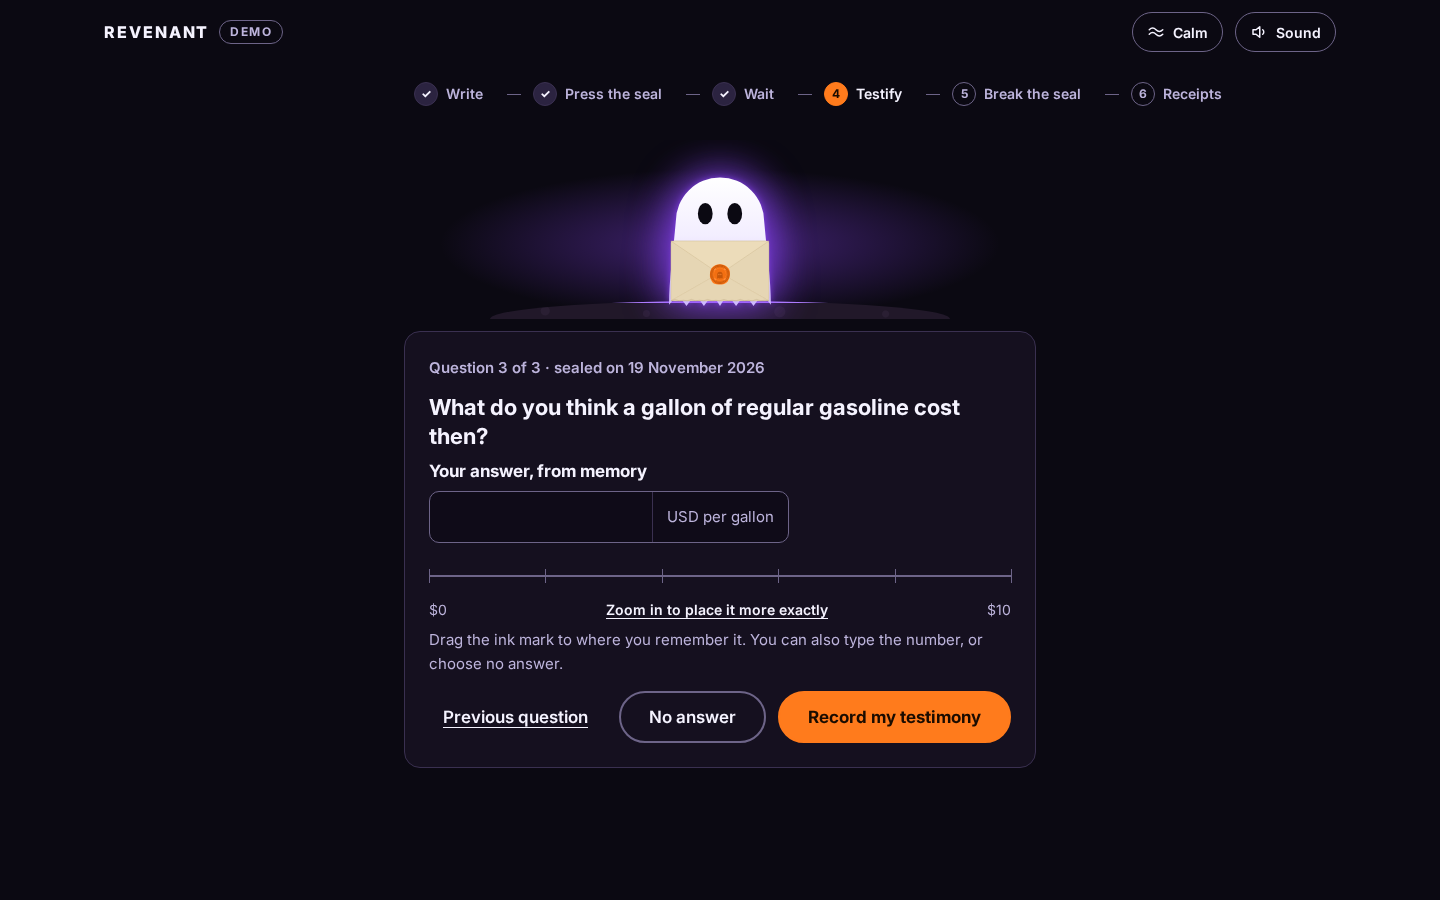 REVENANT DEMO
Calm
Sound
Write
Press the seal
Wait
4 Testify
5 Break the seal
6 Receipts
Question 3 of 3 · sealed on 19 November 2026
What do you think a gallon of regular gasoline cost
then?
Your answer, from memory
USD per gallon
$0
Zoom in to place it more exactly
$10
Drag the ink mark to where you remember it. You can also type the number, or
choose no answer.
Previous question
No answer
Record my testimony